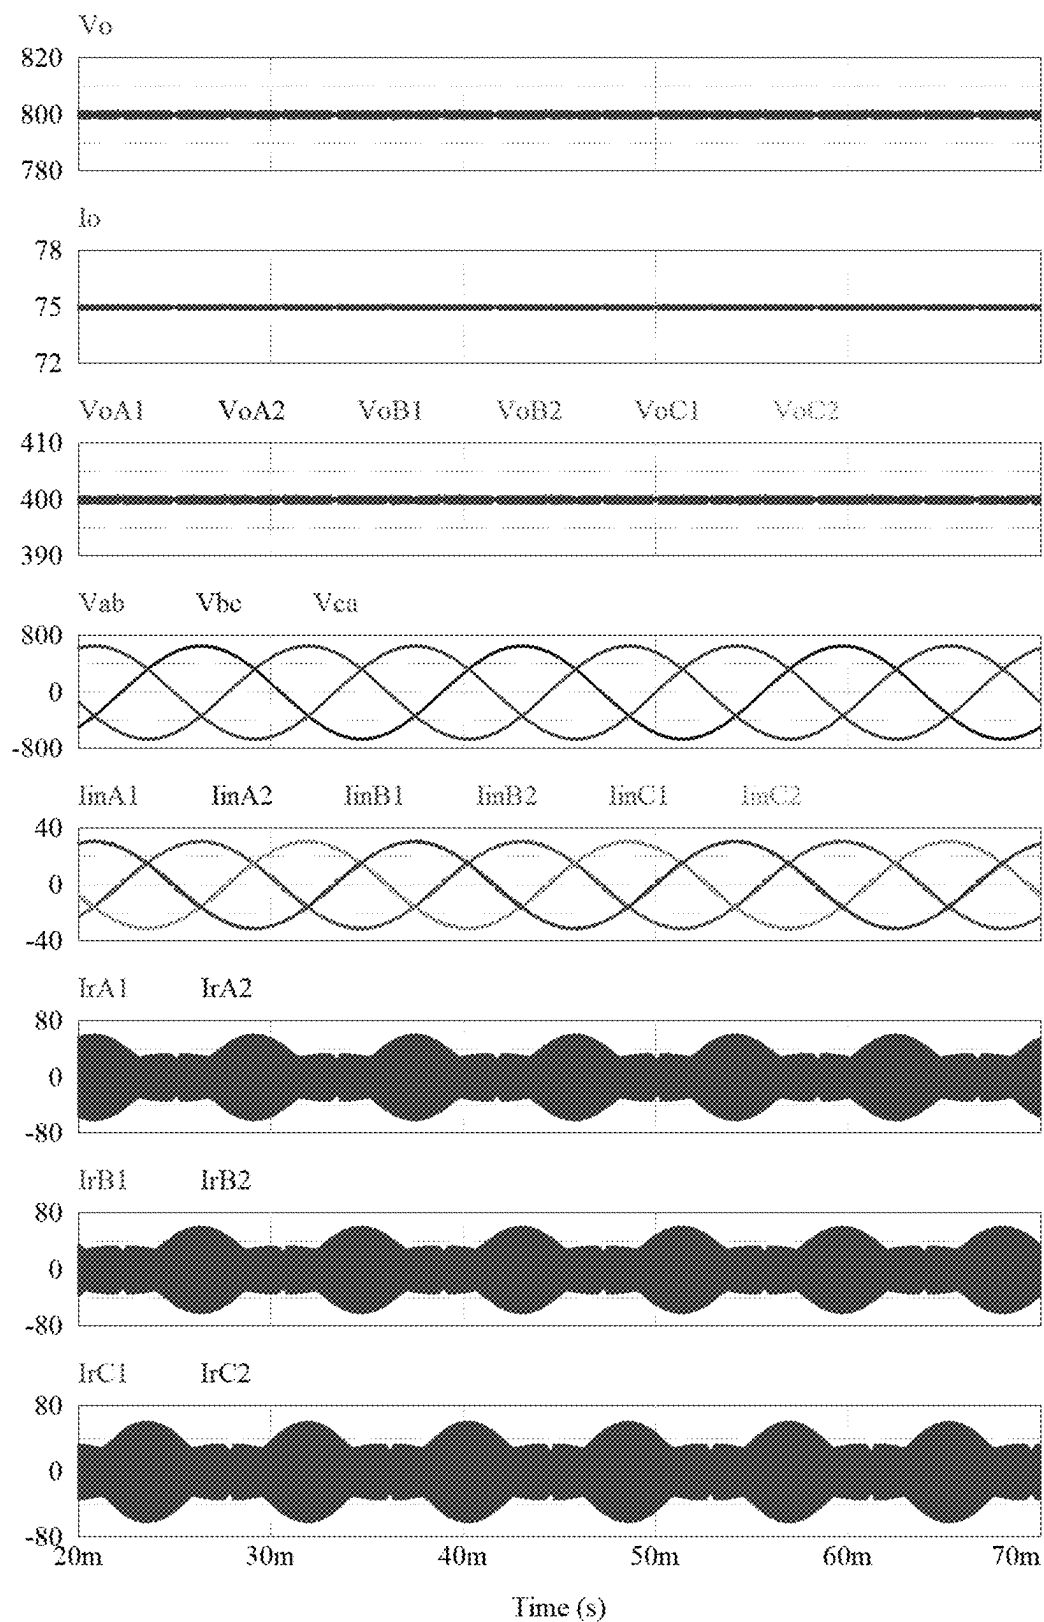 Vo
820
800
780
Io
78
75
72
VoA1 VoA2 VoB1 VoB2 VoC1 VoC2
410
400
390
Vab Vbc Vca
800
0
-800
IinA1 IinA2 IinB1 IinB2 IinC1 IinC2
40
0
-40
IrA1 IrA2
80
0
-80
IrB1 IrB2
80
0
-80
IrC1 IrC2
80
0
-80
20m 30m 40m 50m 60m 70m
Time (s)